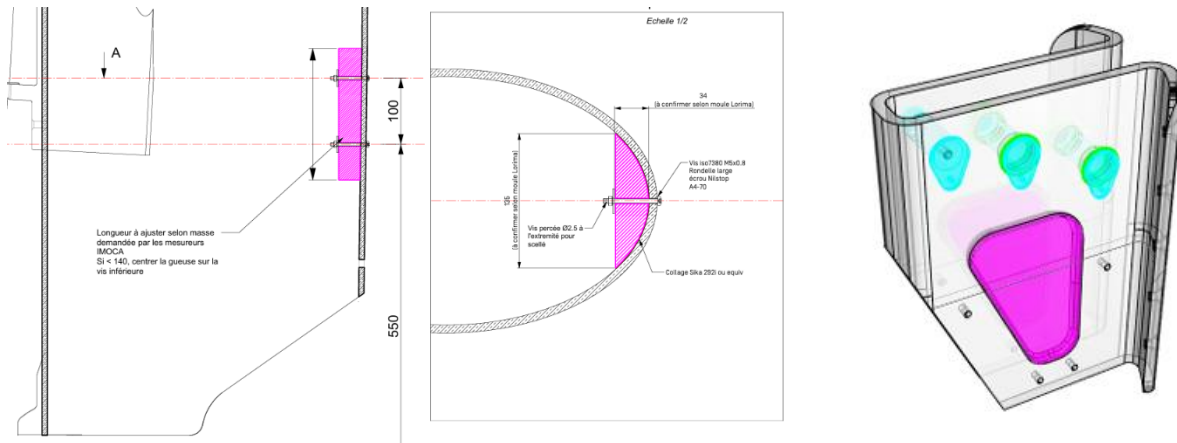 A
100
550
Longueur à ajuster selon masse
demandée par les mesureurs
IMOCA
Si < 140, centrer la gueuse sur la
vis inférieure
Echelle 1/2
34
(à confirmer selon moule Lorima)
126
(à confirmer selon moule Lorima)
Vis Iso7380 M5x0.8
Rondelle large
écrou Nilstop
A4-70
Vis percée Ø2.5 à
l'extremité pour
scellé
Collage Sika 292i ou equiv